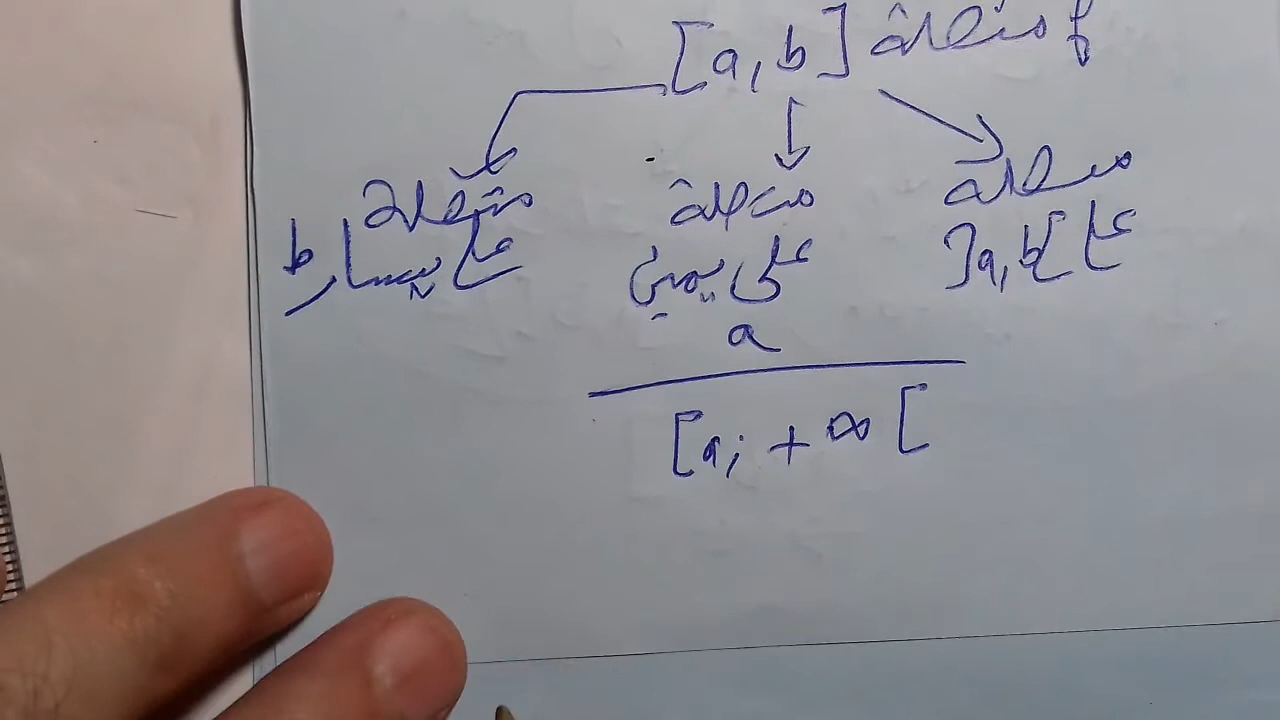 f متصلة [a,b]
متصلة
على ]a,b[
متصلة
على يمين
a
متصلة
على يسار b
[a; +∞[